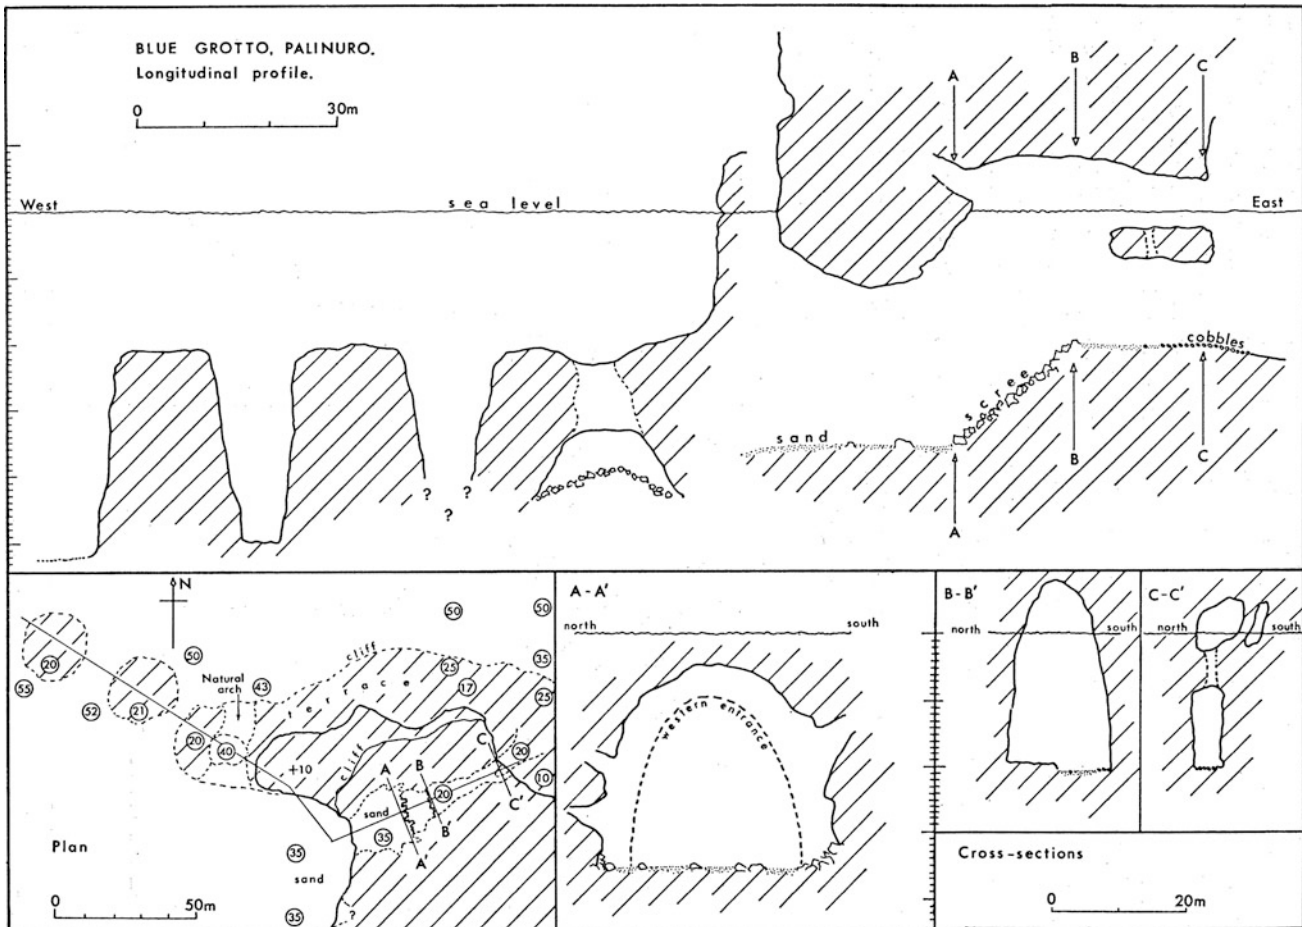 BLUE GROTTO, PALINURO.
Longitudinal profile.
0 30m
A
B
C
West
sea level
East
cobbles
scree
sand
?
?
?
A
B
C
N
50
50
20
55
52
21
50
Natural
arch
43
20
40
cliff
terrace
25
17
35
25
+10
cliff
A
B
C
20
10
20
sand
35
C'
B'
A'
35
sand
35
?
Plan
0 50m
A-A'
north
south
western entrance
B-B'
north
south
C-C'
north
south
Cross-sections
0 20m